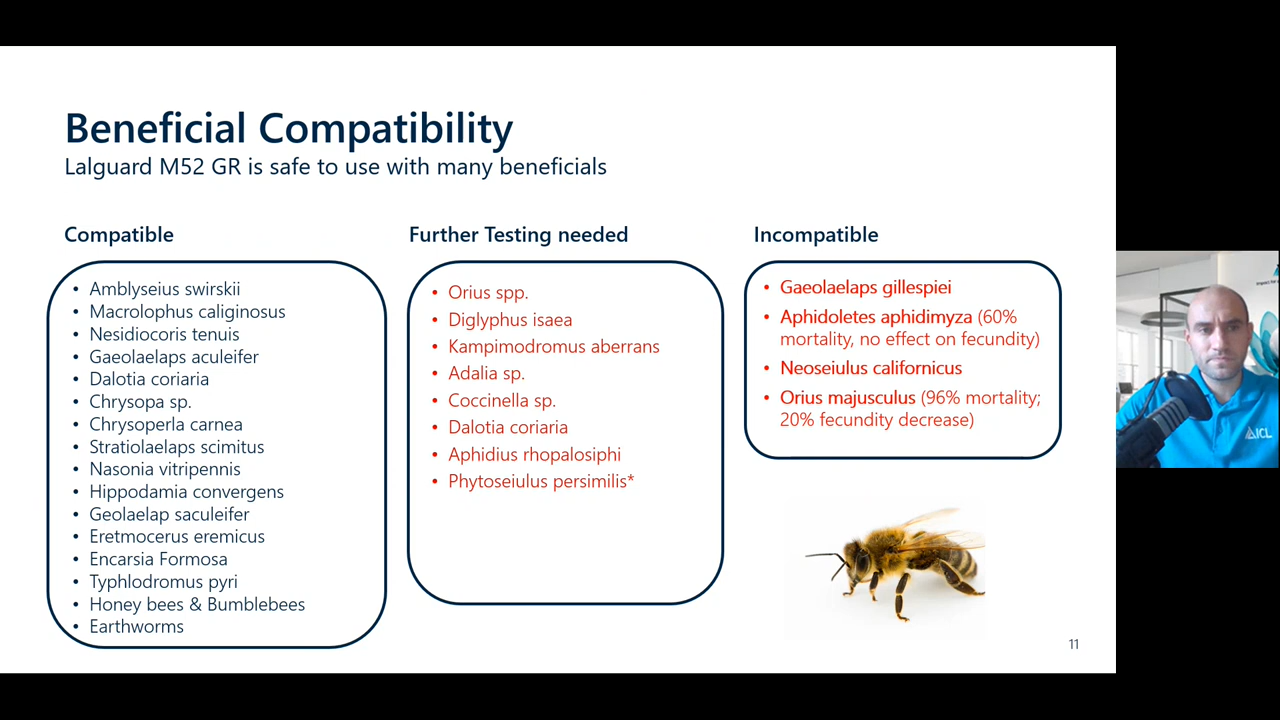 Beneficial Compatibility
Lalguard M52 GR is safe to use with many beneficials
Compatible
• Amblyseius swirskii
• Macrolophus caliginosus
• Nesidiocoris tenuis
• Gaeolaelaps aculeifer
• Dalotia coriaria
• Chrysopa sp.
• Chrysoperla carnea
• Stratiolaelaps scimitus
• Nasonia vitripennis
• Hippodamia convergens
• Geolaelap saculeifer
• Eretmocerus eremicus
• Encarsia Formosa
• Typhlodromus pyri
• Honey bees & Bumblebees
• Earthworms
Further Testing needed
• Orius spp.
• Diglyphus isaea
• Kampimodromus aberrans
• Adalia sp.
• Coccinella sp.
• Dalotia coriaria
• Aphidius rhopalosiphi
• Phytoseiulus persimilis*
Incompatible
• Gaeolaelaps gillespiei
• Aphidoletes aphidimyza (60%
mortality, no effect on fecundity)
• Neoseiulus californicus
• Orius majusculus (96% mortality;
20% fecundity decrease)
11
ICL